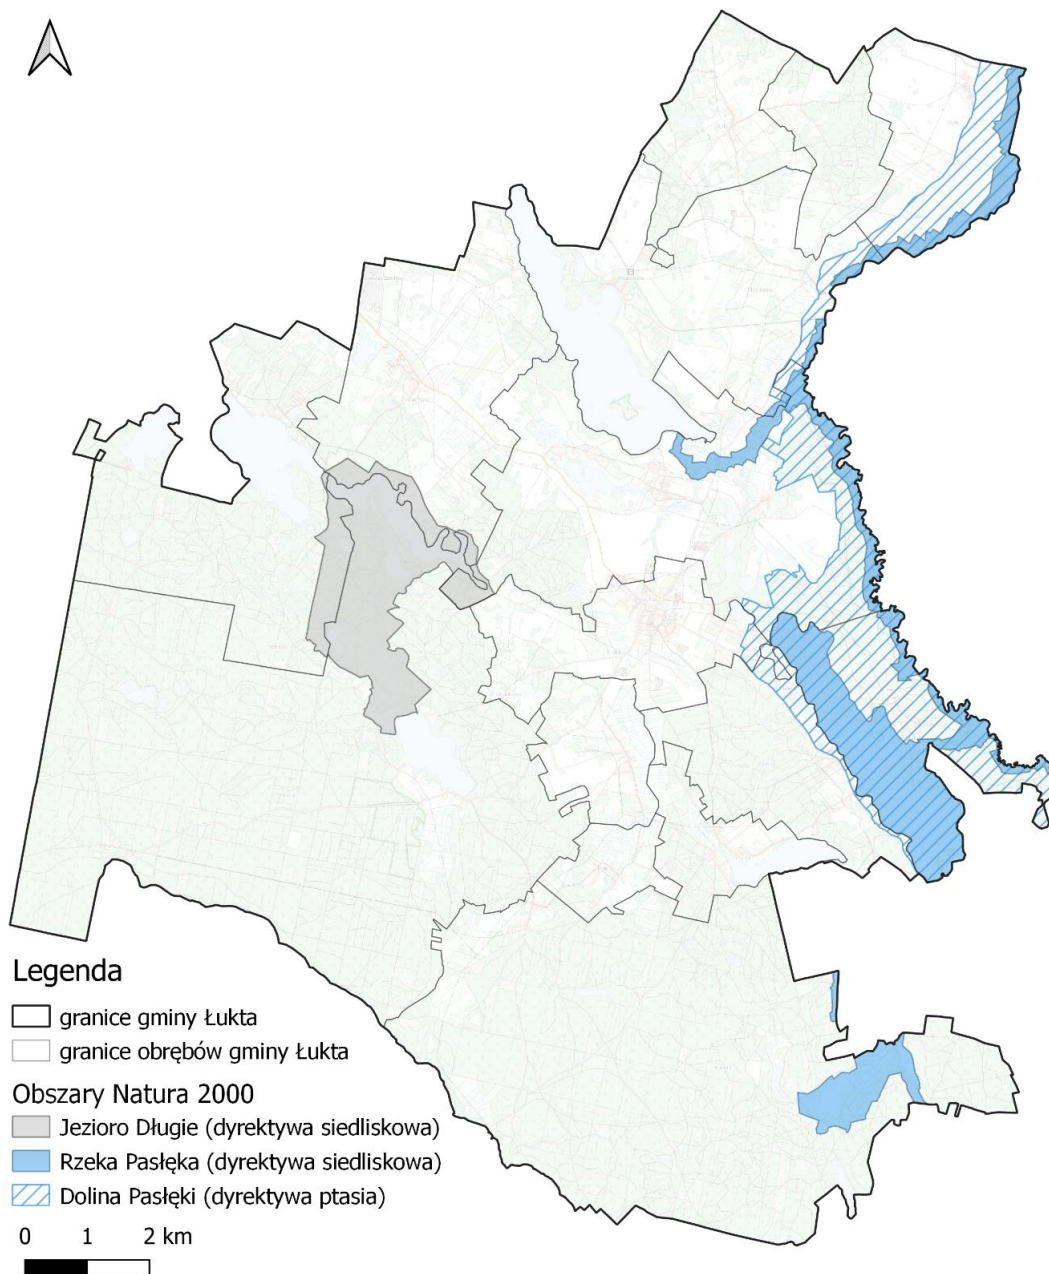 Legenda
granice gminy Łukta
granice obrębów gminy Łukta
Obszary Natura 2000
Jezioro Długie (dyrektywa siedliskowa)
Rzeka Pasłęka (dyrektywa siedliskowa)
Dolina Pasłęki (dyrektywa ptasia)
0 1 2 km